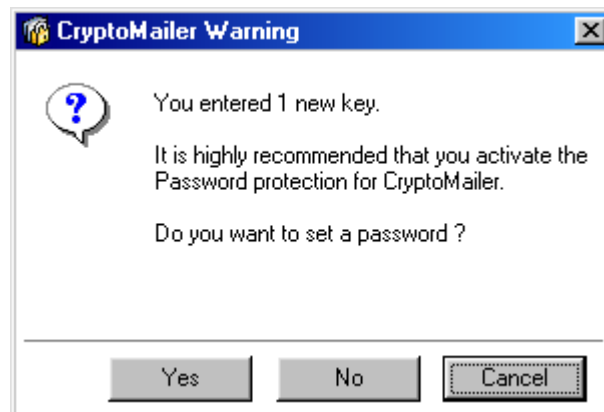 CryptoMailer Warning
You entered 1 new key.
It is highly recommended that you activate the
Password protection for CryptoMailer.
Do you want to set a password ?
Yes
No
Cancel